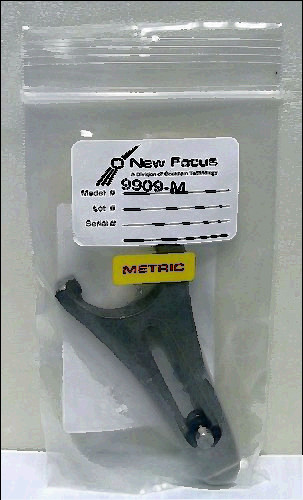 New Focus
A Division of Bookham Technology
Model # 9909-M
Lot #
Serial #
METRIC